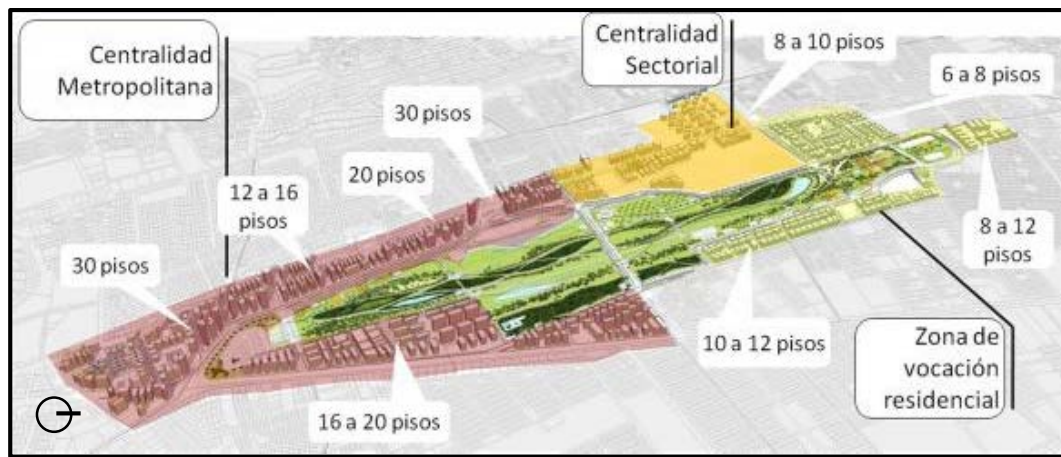 Centralidad
Metropolitana
Centralidad
Sectorial
8 a 10 pisos
6 a 8 pisos
30 pisos
20 pisos
12 a 16
pisos
30 pisos
8 a 12
pisos
10 a 12 pisos
16 a 20 pisos
Zona de
vocación
residencial